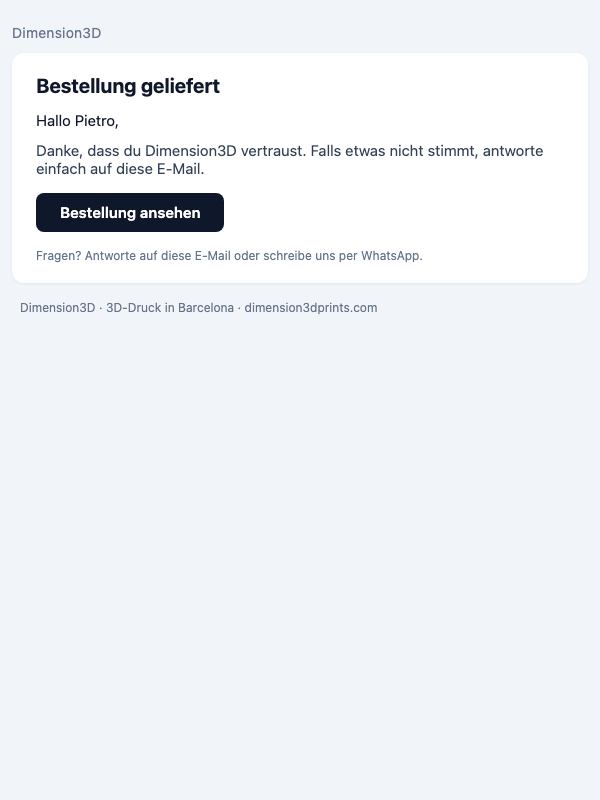 Dimension3D
Bestellung geliefert
Hallo Pietro,
Danke, dass du Dimension3D vertraust. Falls etwas nicht stimmt, antworte
einfach auf diese E-Mail.
Bestellung ansehen
Fragen? Antworte auf diese E-Mail oder schreibe uns per WhatsApp.
Dimension3D · 3D-Druck in Barcelona · dimension3dprints.com